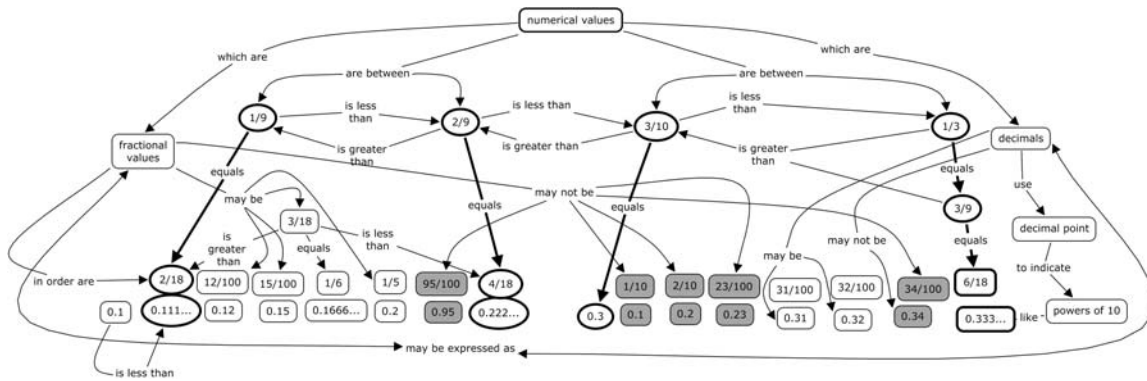 numerical values
which are
which are
are between
are between
1/9
is less
than
2/9
is less than
3/10
is less
than
1/3
fractional
values
is greater
than
is greater than
is greater
than
decimals
equals
may be
may not be
equals
equals
equals
use
3/18
3/9
is
greater
than
equals
is less
than
may not be
equals
decimal point
may be
to indicate
in order are
2/18
12/100
15/100
1/6
1/5
95/100
4/18
1/10
2/10
23/100
31/100
32/100
34/100
6/18
0.1
0.111...
0.12
0.15
0.1666...
0.2
0.95
0.222...
0.3
0.1
0.2
0.23
0.31
0.32
0.34
0.333...
like
powers of 10
may be expressed as
is less than